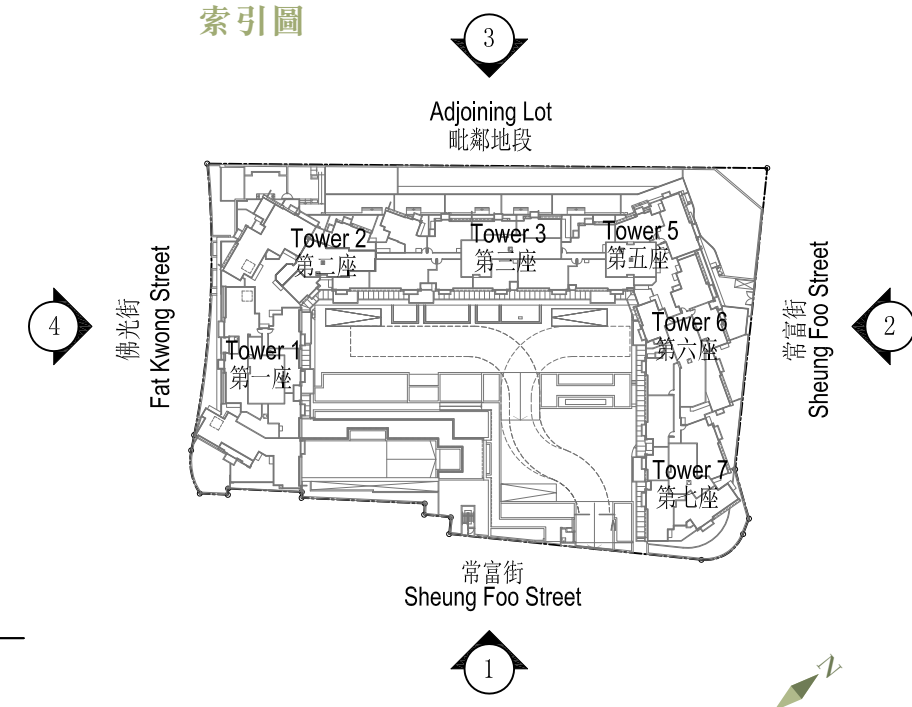 索引圖
3
Adjoining Lot
毗鄰地段
Tower 2
第二座
Tower 3
第三座
Tower 5
第五座
4
佛光街
Fat Kwong Street
Tower 1
第一座
Tower 6
第六座
常富街
Sheung Foo Street
2
Tower 7
第七座
常富街
Sheung Foo Street
1
N